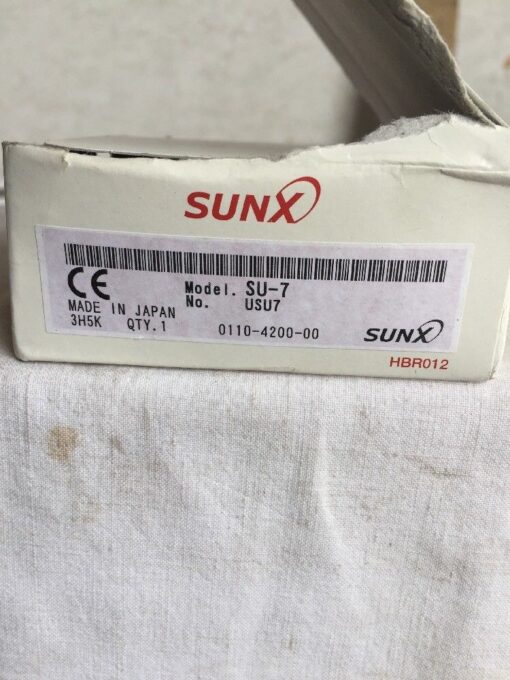 SUNX
CE
Model. SU-7
No. USU7
MADE IN JAPAN
3H5K QTY.1 0110-4200-00
SUNX
HBR012